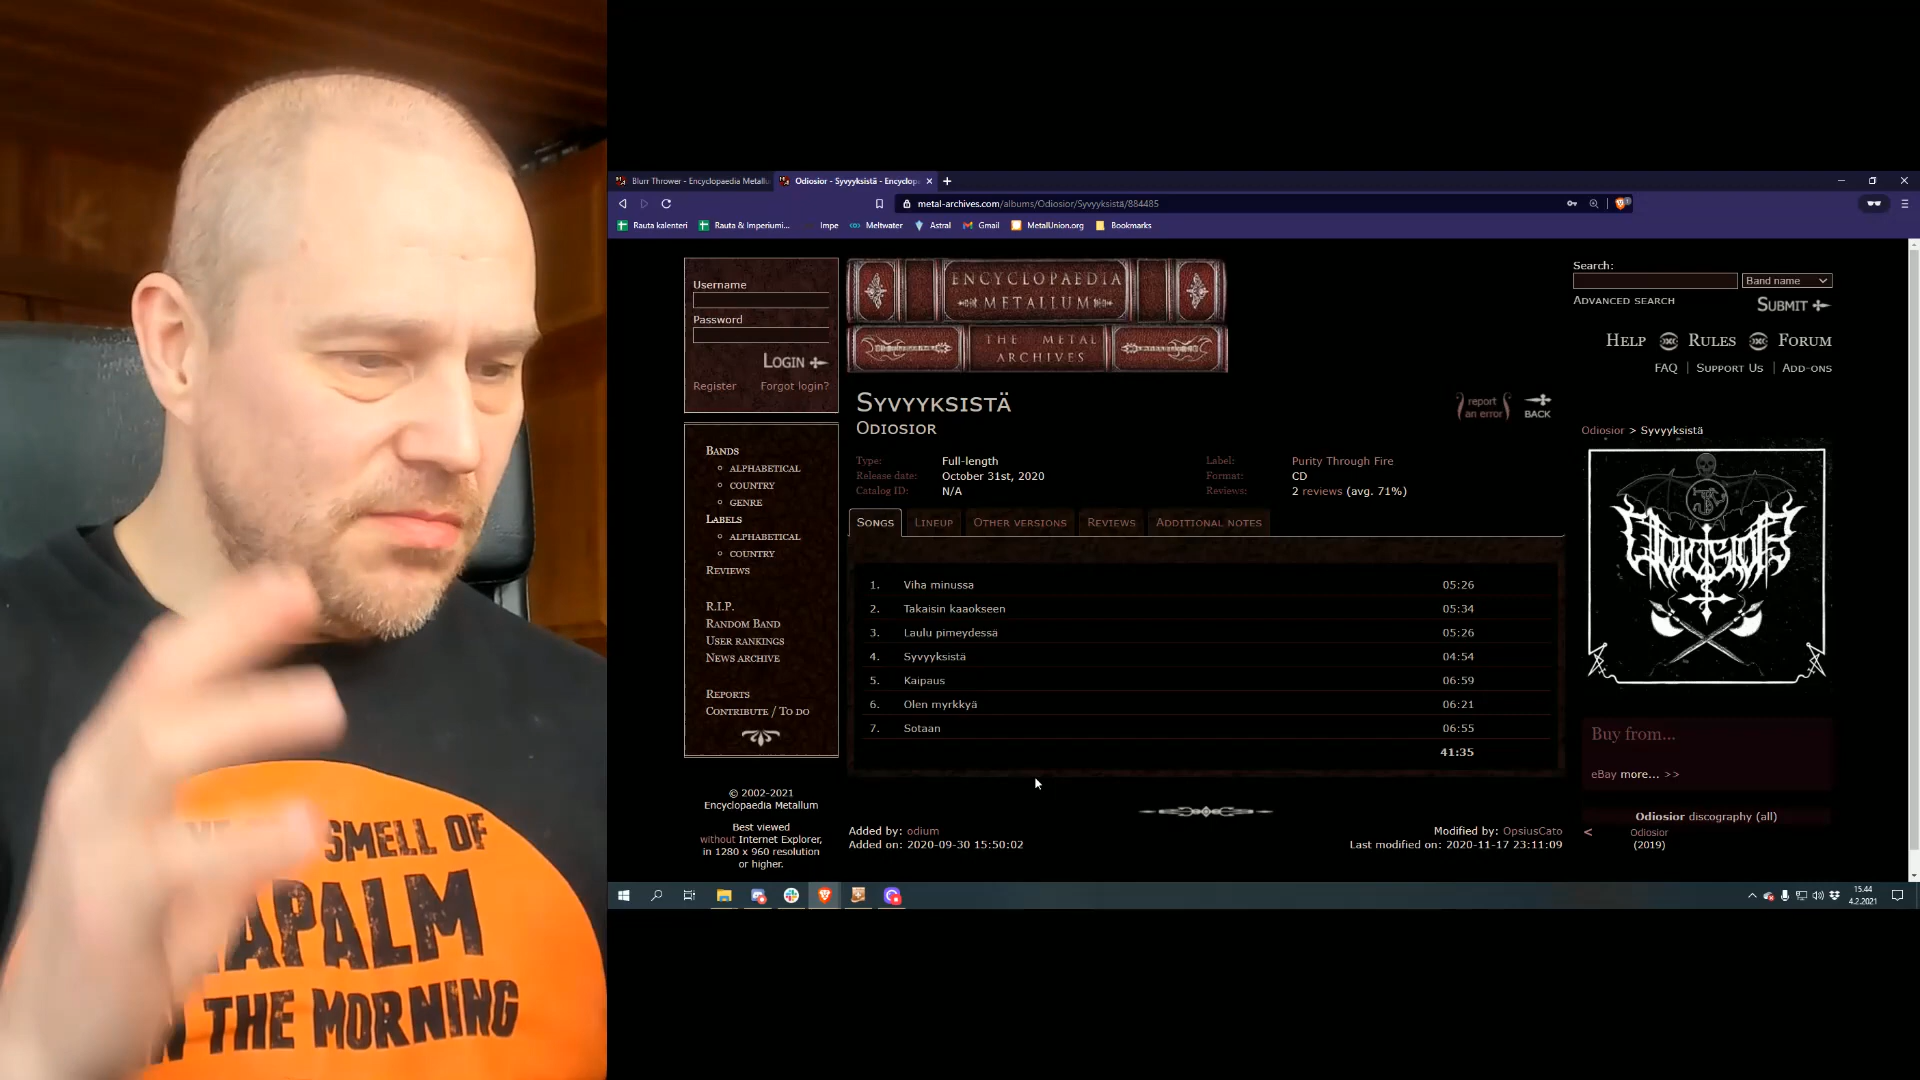 SMELL OF
NAPALM
IN THE MORNING
Blurr Thrower - Encyclopaedia Metallu
Odiosior - Syvyyksistä - Encyclop
metal-archives.com/albums/Odiosior/Syvyyksistä/884485
Rauta kalenteri
Rauta & Imperiumi...
Impe
Meltwater
Astral
Gmail
MetalUnion.org
Bookmarks
Username
Password
LOGIN
Register Forgot login?
ENCYCLOPAEDIA
METALLUM
THE METAL
ARCHIVES
Search:
Band name
ADVANCED SEARCH
SUBMIT
HELP RULES FORUM
FAQ | SUPPORT US | ADD-ONS
BANDS
ALPHABETICAL
COUNTRY
GENRE
LABELS
ALPHABETICAL
COUNTRY
REVIEWS
R.I.P.
RANDOM BAND
USER RANKINGS
NEWS ARCHIVE
REPORTS
CONTRIBUTE / TO DO
© 2002-2021
Encyclopaedia Metallum
Best viewed
without Internet Explorer,
in 1280 x 960 resolution
or higher.
SYVYYKSISTÄ
ODIOSIOR
report
an error
BACK
Type: Full-length
Release date: October 31st, 2020
Catalog ID: N/A
Label: Purity Through Fire
Format: CD
Reviews: 2 reviews (avg. 71%)
SONGS LINEUP OTHER VERSIONS REVIEWS ADDITIONAL NOTES
1. Viha minussa 05:26
2. Takaisin kaaokseen 05:34
3. Laulu pimeydessä 05:26
4. Syvyyksistä 04:54
5. Kaipaus 06:59
6. Olen myrkkyä 06:21
7. Sotaan 06:55
41:35
Added by: odium
Added on: 2020-09-30 15:50:02
Modified by: OpsiusCato
Last modified on: 2020-11-17 23:11:09
Odiosior > Syvyyksistä
ODIOSIOR
Buy from...
eBay more... >>
Odiosior discography (all)
< Odiosior
(2019)
15.44
4.2.2021